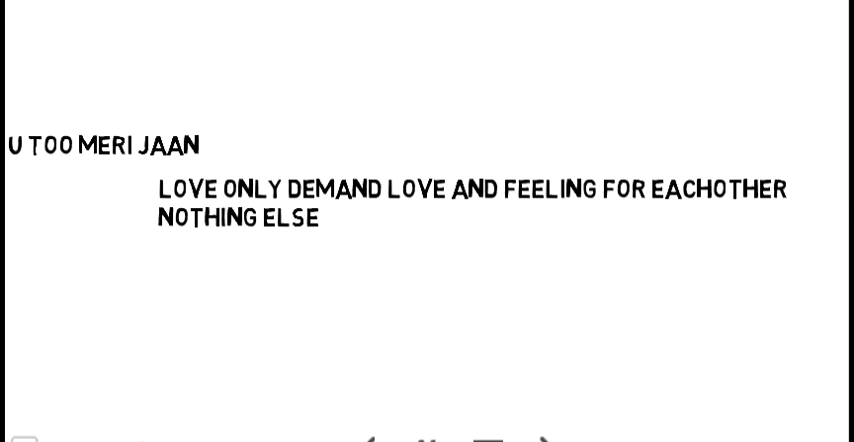 U TOO MERI JAAN
LOVE ONLY DEMAND LOVE AND FEELING FOR EACHOTHER
NOTHING ELSE